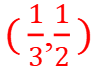 (1/3, 1/2)